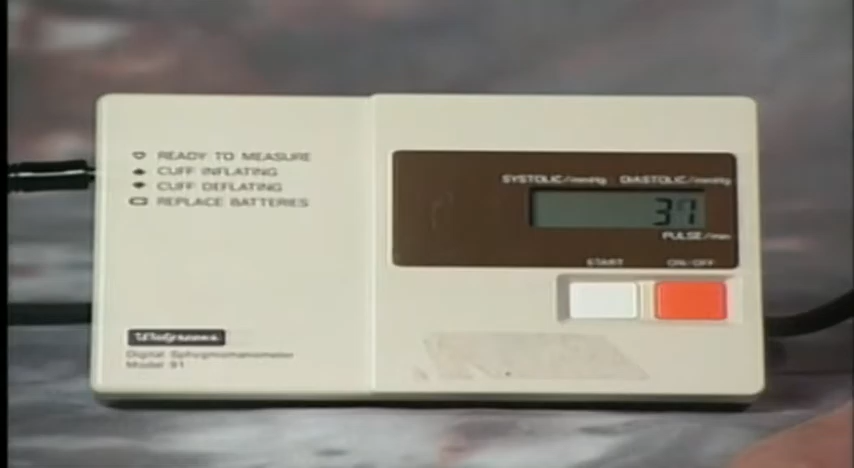 READY TO MEASURE
CUFF INFLATING
CUFF DEFLATING
REPLACE BATTERIES
SYSTOLIC/mmHg DIASTOLIC/mmHg
37
PULSE/min
START ON/OFF
Walgreens
Digital Sphygmomanometer
Model 91